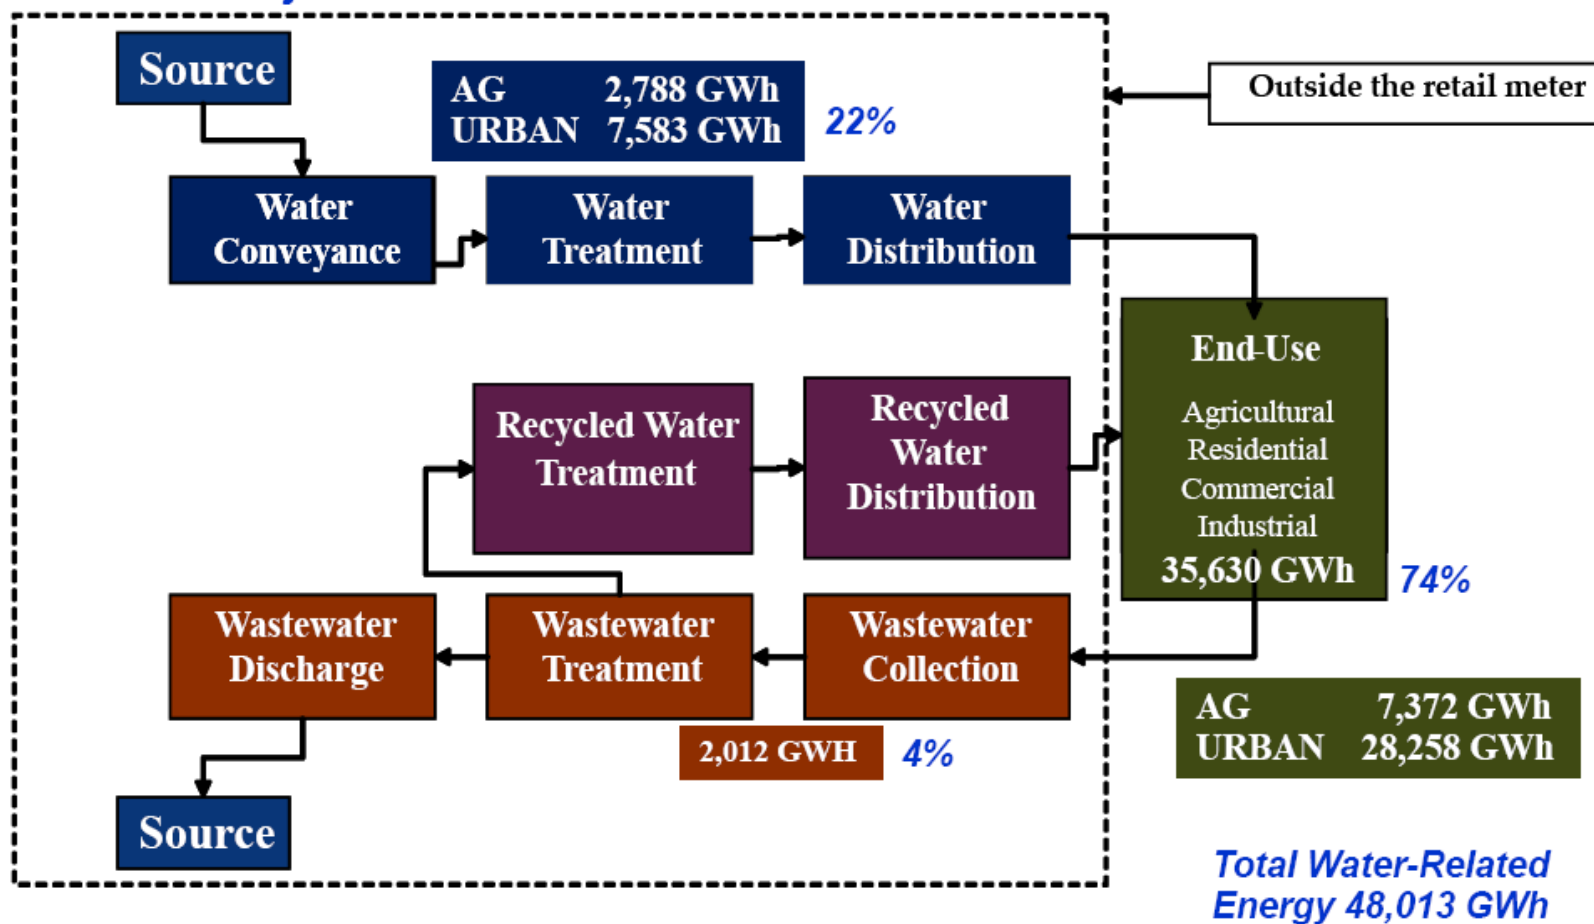 Source
AG 2,788 GWh
URBAN 7,583 GWh
22%
Outside the retail meter
Water
Conveyance
Water
Treatment
Water
Distribution
End-Use
Agricultural
Residential
Commercial
Industrial
35,630 GWh
74%
Recycled Water
Treatment
Recycled
Water
Distribution
Wastewater
Discharge
Wastewater
Treatment
Wastewater
Collection
2,012 GWH
4%
AG 7,372 GWh
URBAN 28,258 GWh
Source
Total Water-Related
Energy 48,013 GWh